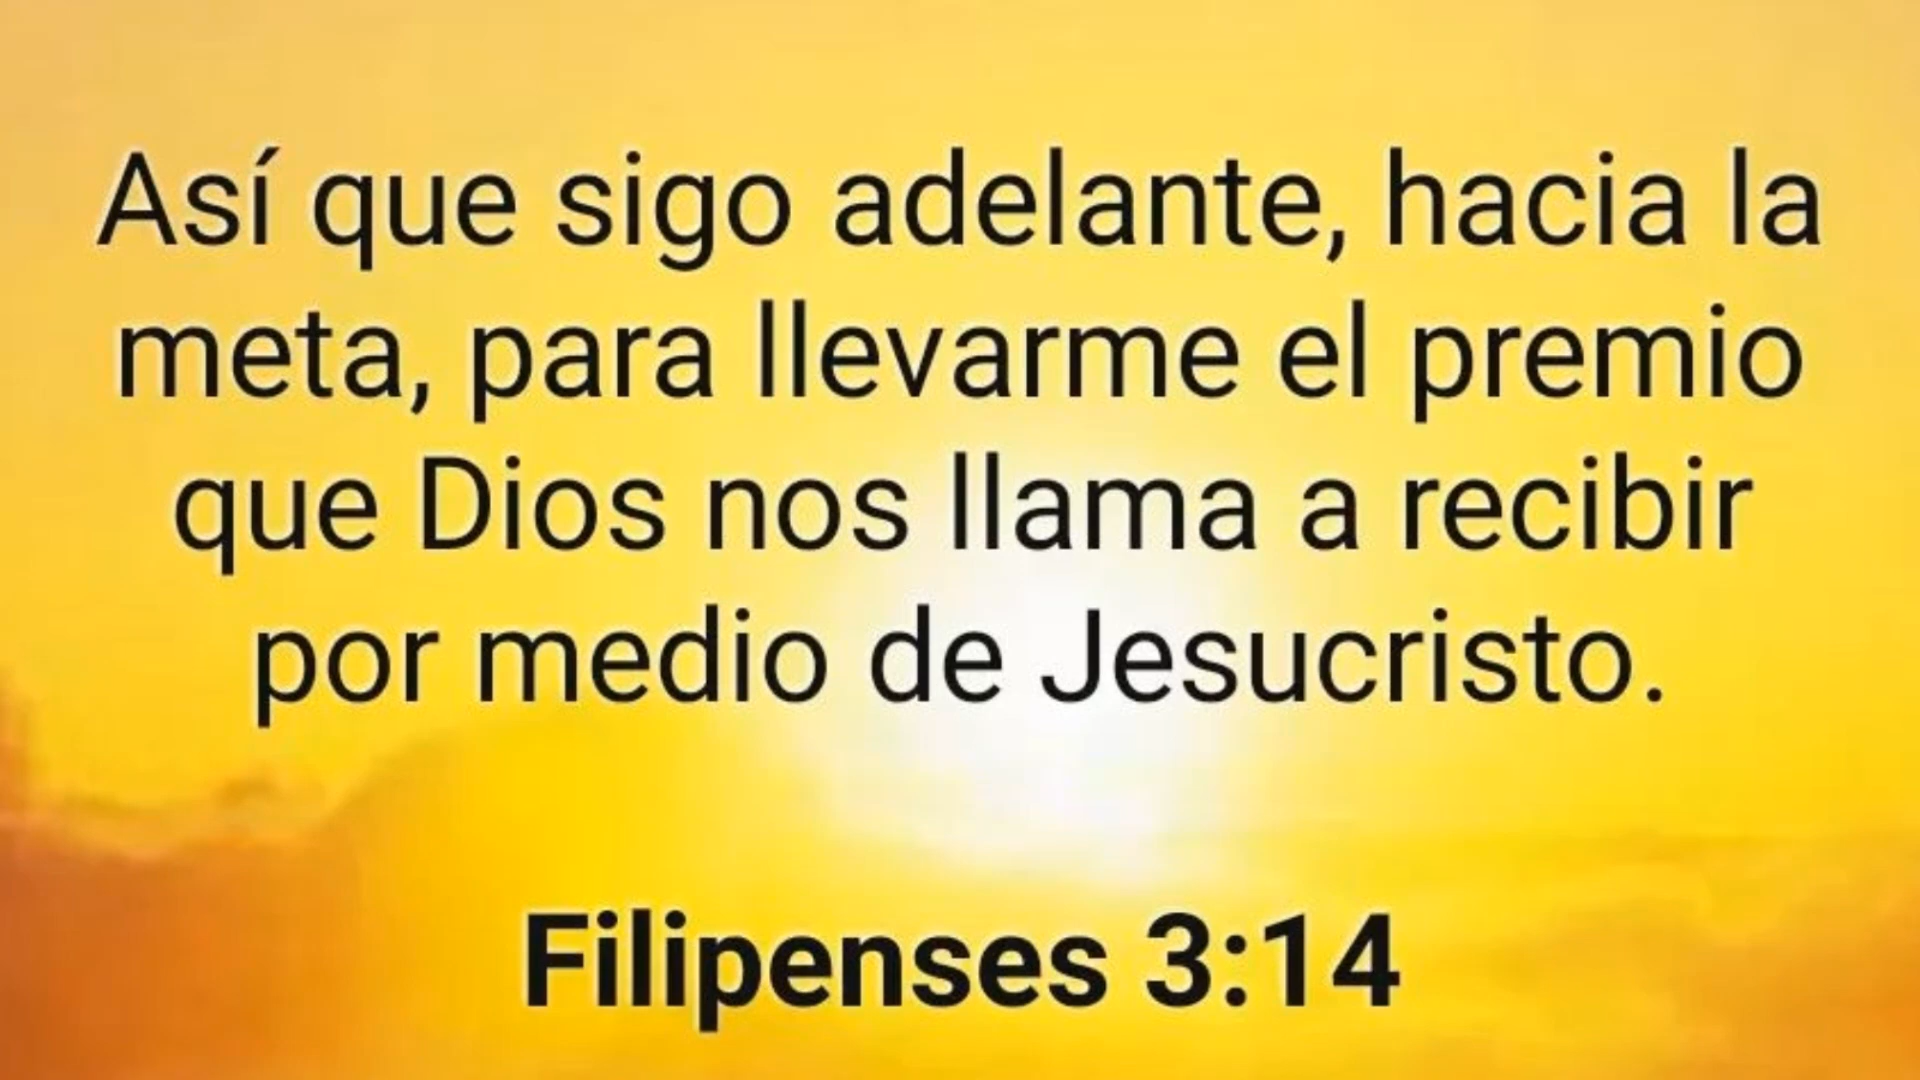 Así que sigo adelante, hacia la
meta, para llevarme el premio
que Dios nos llama a recibir
por medio de Jesucristo.
Filipenses 3:14